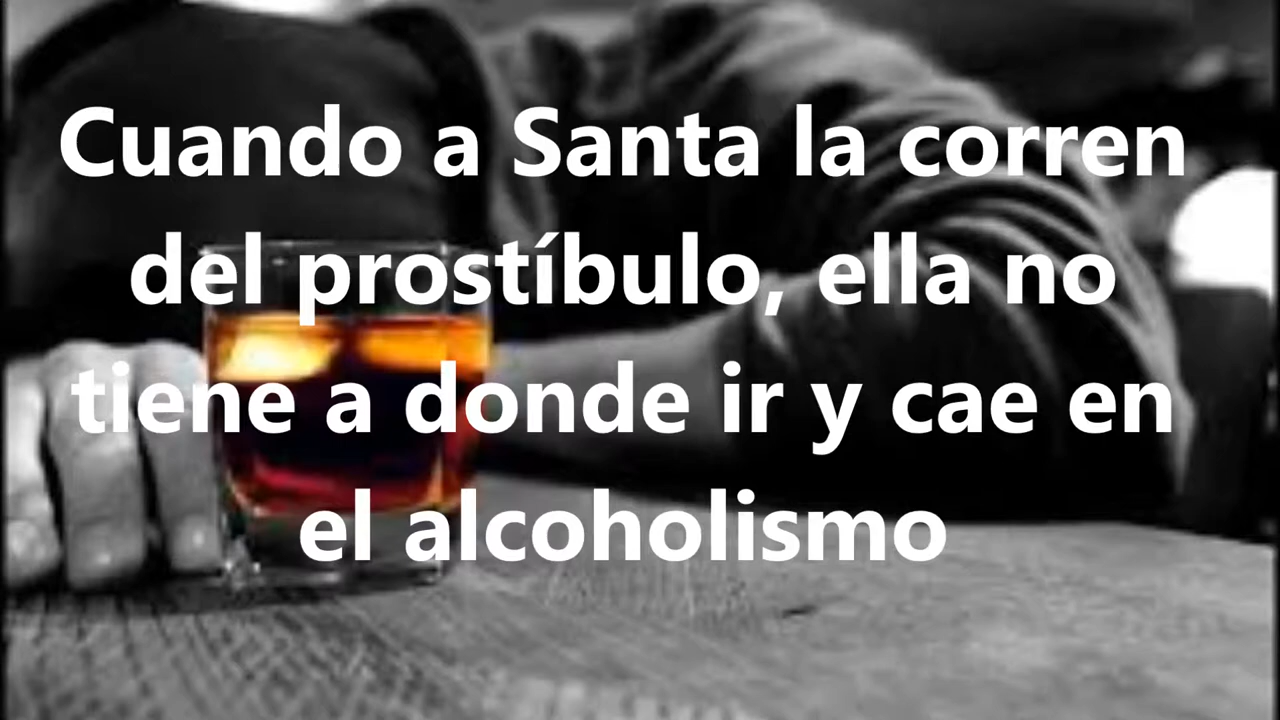 Cuando a Santa la corren
del prostíbulo, ella no
tiene a donde ir y cae en
el alcoholismo